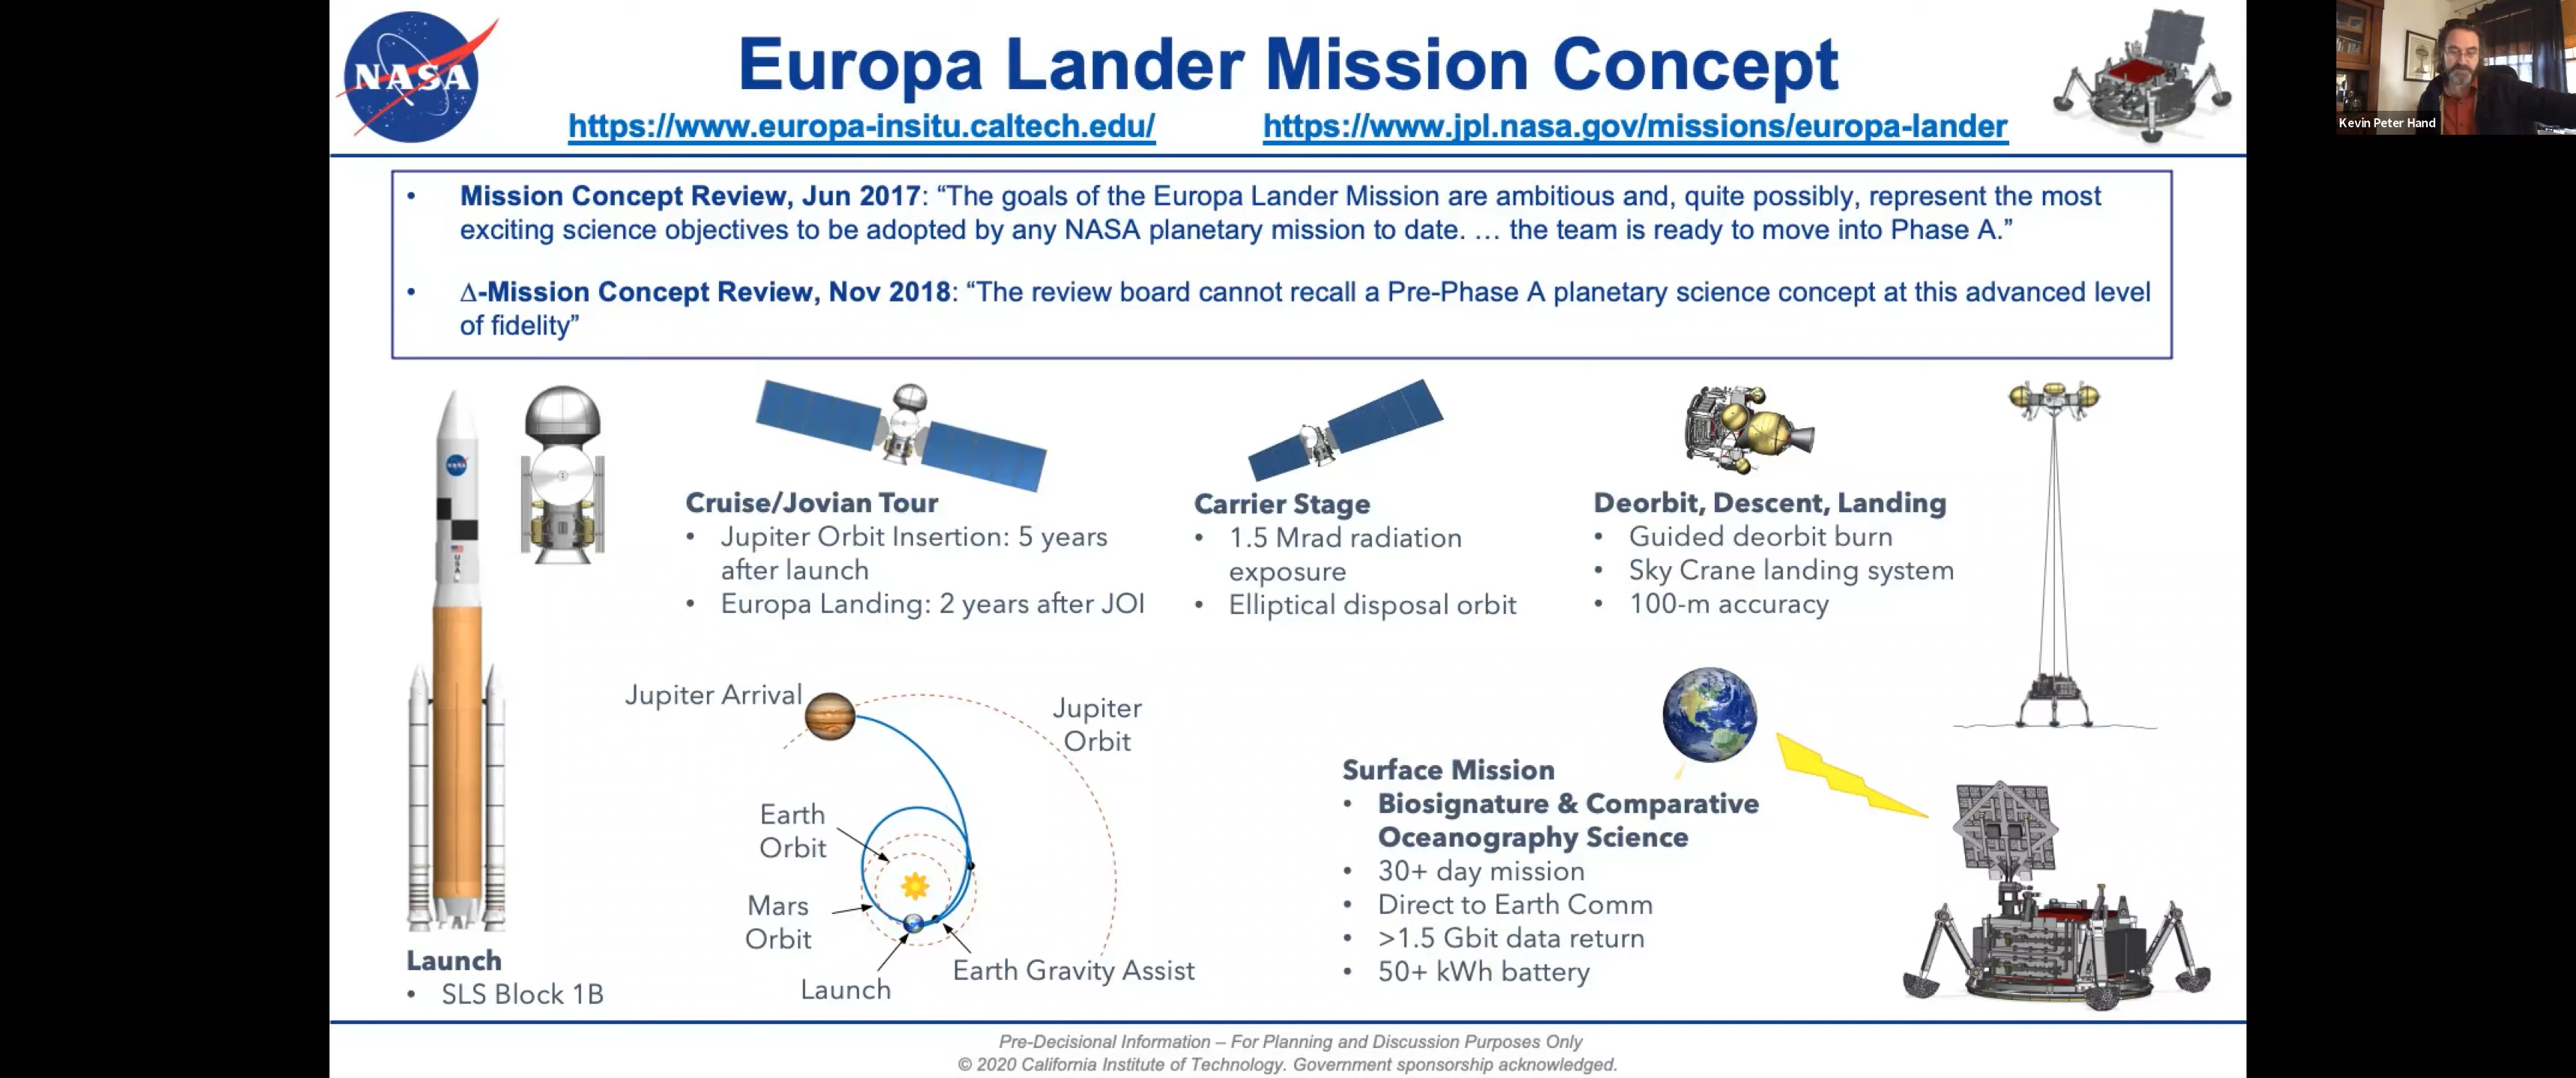 NASA
Europa Lander Mission Concept
https://www.europa-insitu.caltech.edu/
https://www.jpl.nasa.gov/missions/europa-lander
Kevin Peter Hand
• Mission Concept Review, Jun 2017: “The goals of the Europa Lander Mission are ambitious and, quite possibly, represent the most
exciting science objectives to be adopted by any NASA planetary mission to date. … the team is ready to move into Phase A.”
• Δ-Mission Concept Review, Nov 2018: “The review board cannot recall a Pre-Phase A planetary science concept at this advanced level
of fidelity”
NASA
USA
Launch
• SLS Block 1B
Cruise/Jovian Tour
• Jupiter Orbit Insertion: 5 years
after launch
• Europa Landing: 2 years after JOI
Carrier Stage
• 1.5 Mrad radiation
exposure
• Elliptical disposal orbit
Deorbit, Descent, Landing
• Guided deorbit burn
• Sky Crane landing system
• 100-m accuracy
Jupiter Arrival
Jupiter
Orbit
Earth
Orbit
Mars
Orbit
Launch
Earth Gravity Assist
Surface Mission
• Biosignature & Comparative
Oceanography Science
• 30+ day mission
• Direct to Earth Comm
• >1.5 Gbit data return
• 50+ kWh battery
Pre-Decisional Information – For Planning and Discussion Purposes Only
© 2020 California Institute of Technology. Government sponsorship acknowledged.